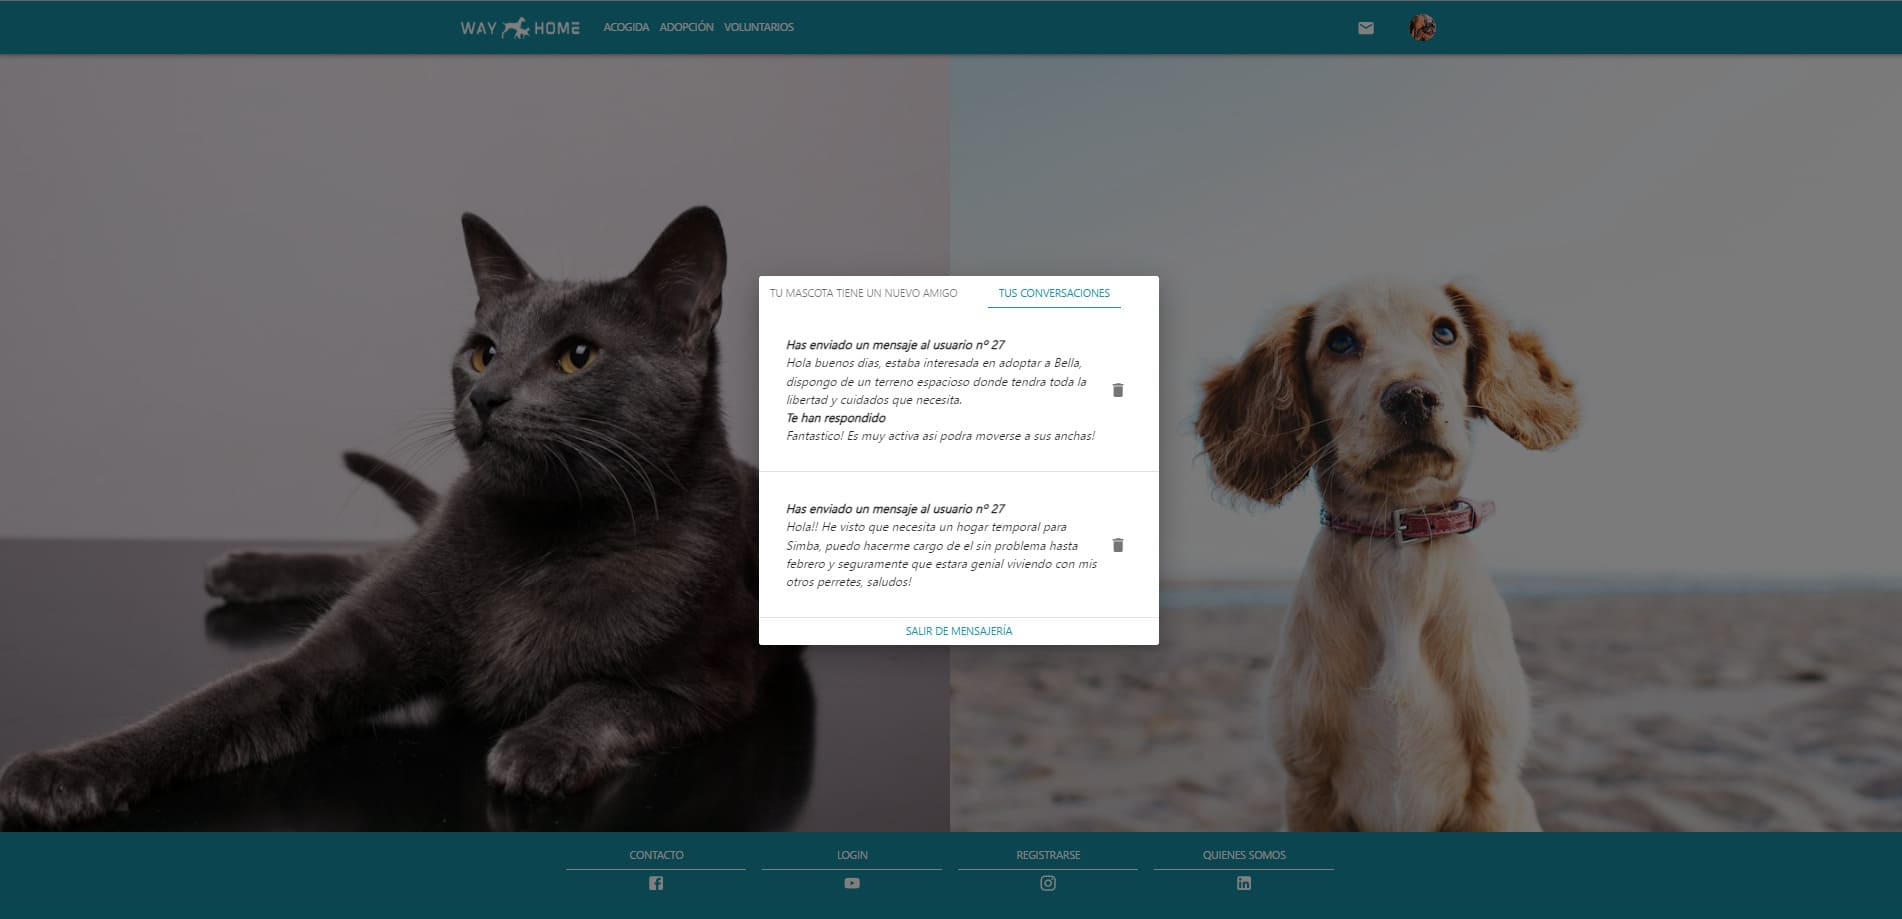 WAY HOME
ACOGIDA ADOPCIÓN VOLUNTARIOS
TU MASCOTA TIENE UN NUEVO AMIGO
TUS CONVERSACIONES
Has enviado un mensaje al usuario nº 27
Hola buenos dias, estaba interesada en adoptar a Bella,
dispongo de un terreno espacioso donde tendra toda la
libertad y cuidados que necesita.
Te han respondido
Fantastico! Es muy activa asi podra moverse a sus anchas!
Has enviado un mensaje al usuario nº 27
Hola!! He visto que necesita un hogar temporal para
Simba, puedo hacerme cargo de el sin problema hasta
febrero y seguramente que estara genial viviendo con mis
otros perretes, saludos!
SALIR DE MENSAJERÍA
CONTACTO
LOGIN
REGISTRARSE
QUIENES SOMOS